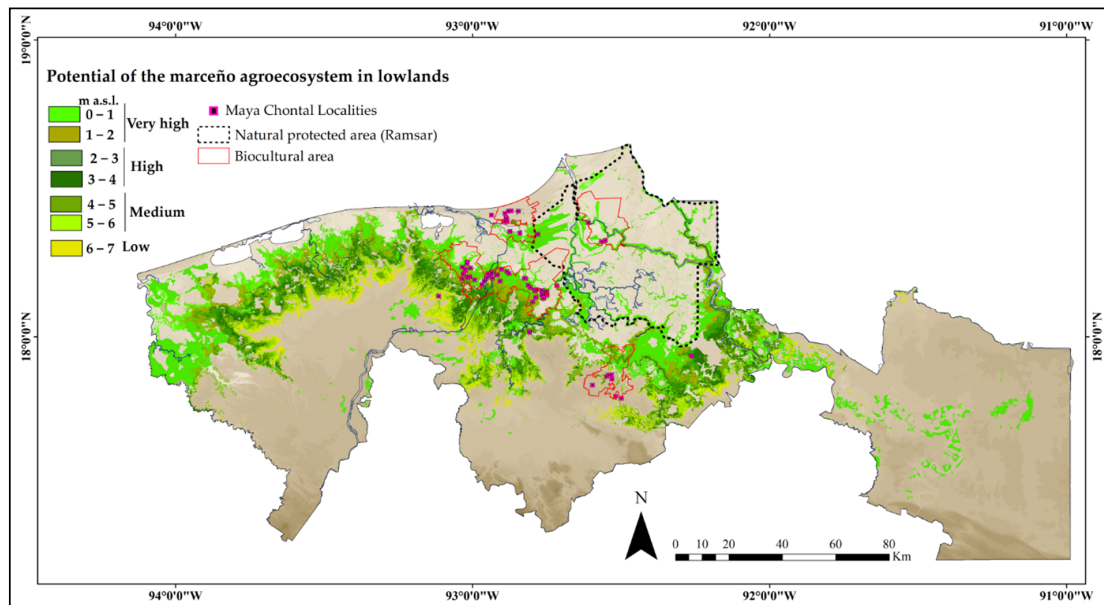 94°0'0"W 93°0'0"W 92°0'0"W 91°0'0"W
19°0'0"N
Potential of the marceño agroecosystem in lowlands
m a.s.l.
0 – 1
1 – 2
Very high
2 – 3
3 – 4
High
4 – 5
5 – 6
Medium
6 – 7 Low
Maya Chontal Localities
Natural protected area (Ramsar)
Biocultural area
18°0'0"N
18°0'0"N
N
0 5 10 20 40 60 80
Km
94°0'0"W 93°0'0"W 92°0'0"W 91°0'0"W